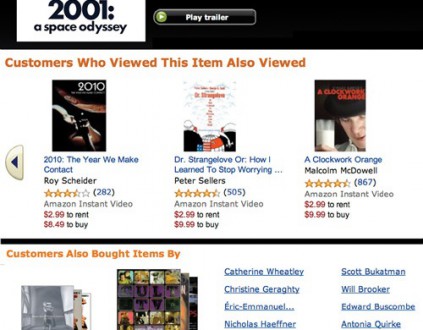 2001:
a space odyssey
Play trailer
Customers Who Viewed This Item Also Viewed
2010
Dr. Strangelove
A CLOCKWORK
ORANGE
2010: The Year We Make
Contact
Roy Scheider
(282)
Amazon Instant Video
$2.99 to rent
$8.49 to buy
Dr. Strangelove Or: How I
Learned To Stop Worrying ...
Peter Sellers
(505)
Amazon Instant Video
$2.99 to rent
$9.99 to buy
A Clockwork Orange
Malcolm McDowell
(867)
Amazon Instant Video
$2.99 to rent
$9.99 to buy
Customers Also Bought Items By
Catherine Wheatley
Christine Geraghty
Éric-Emmanuel...
Nicholas Haeffner
Scott Bukatman
Will Brooker
Edward Buscombe
Antonia Quirke